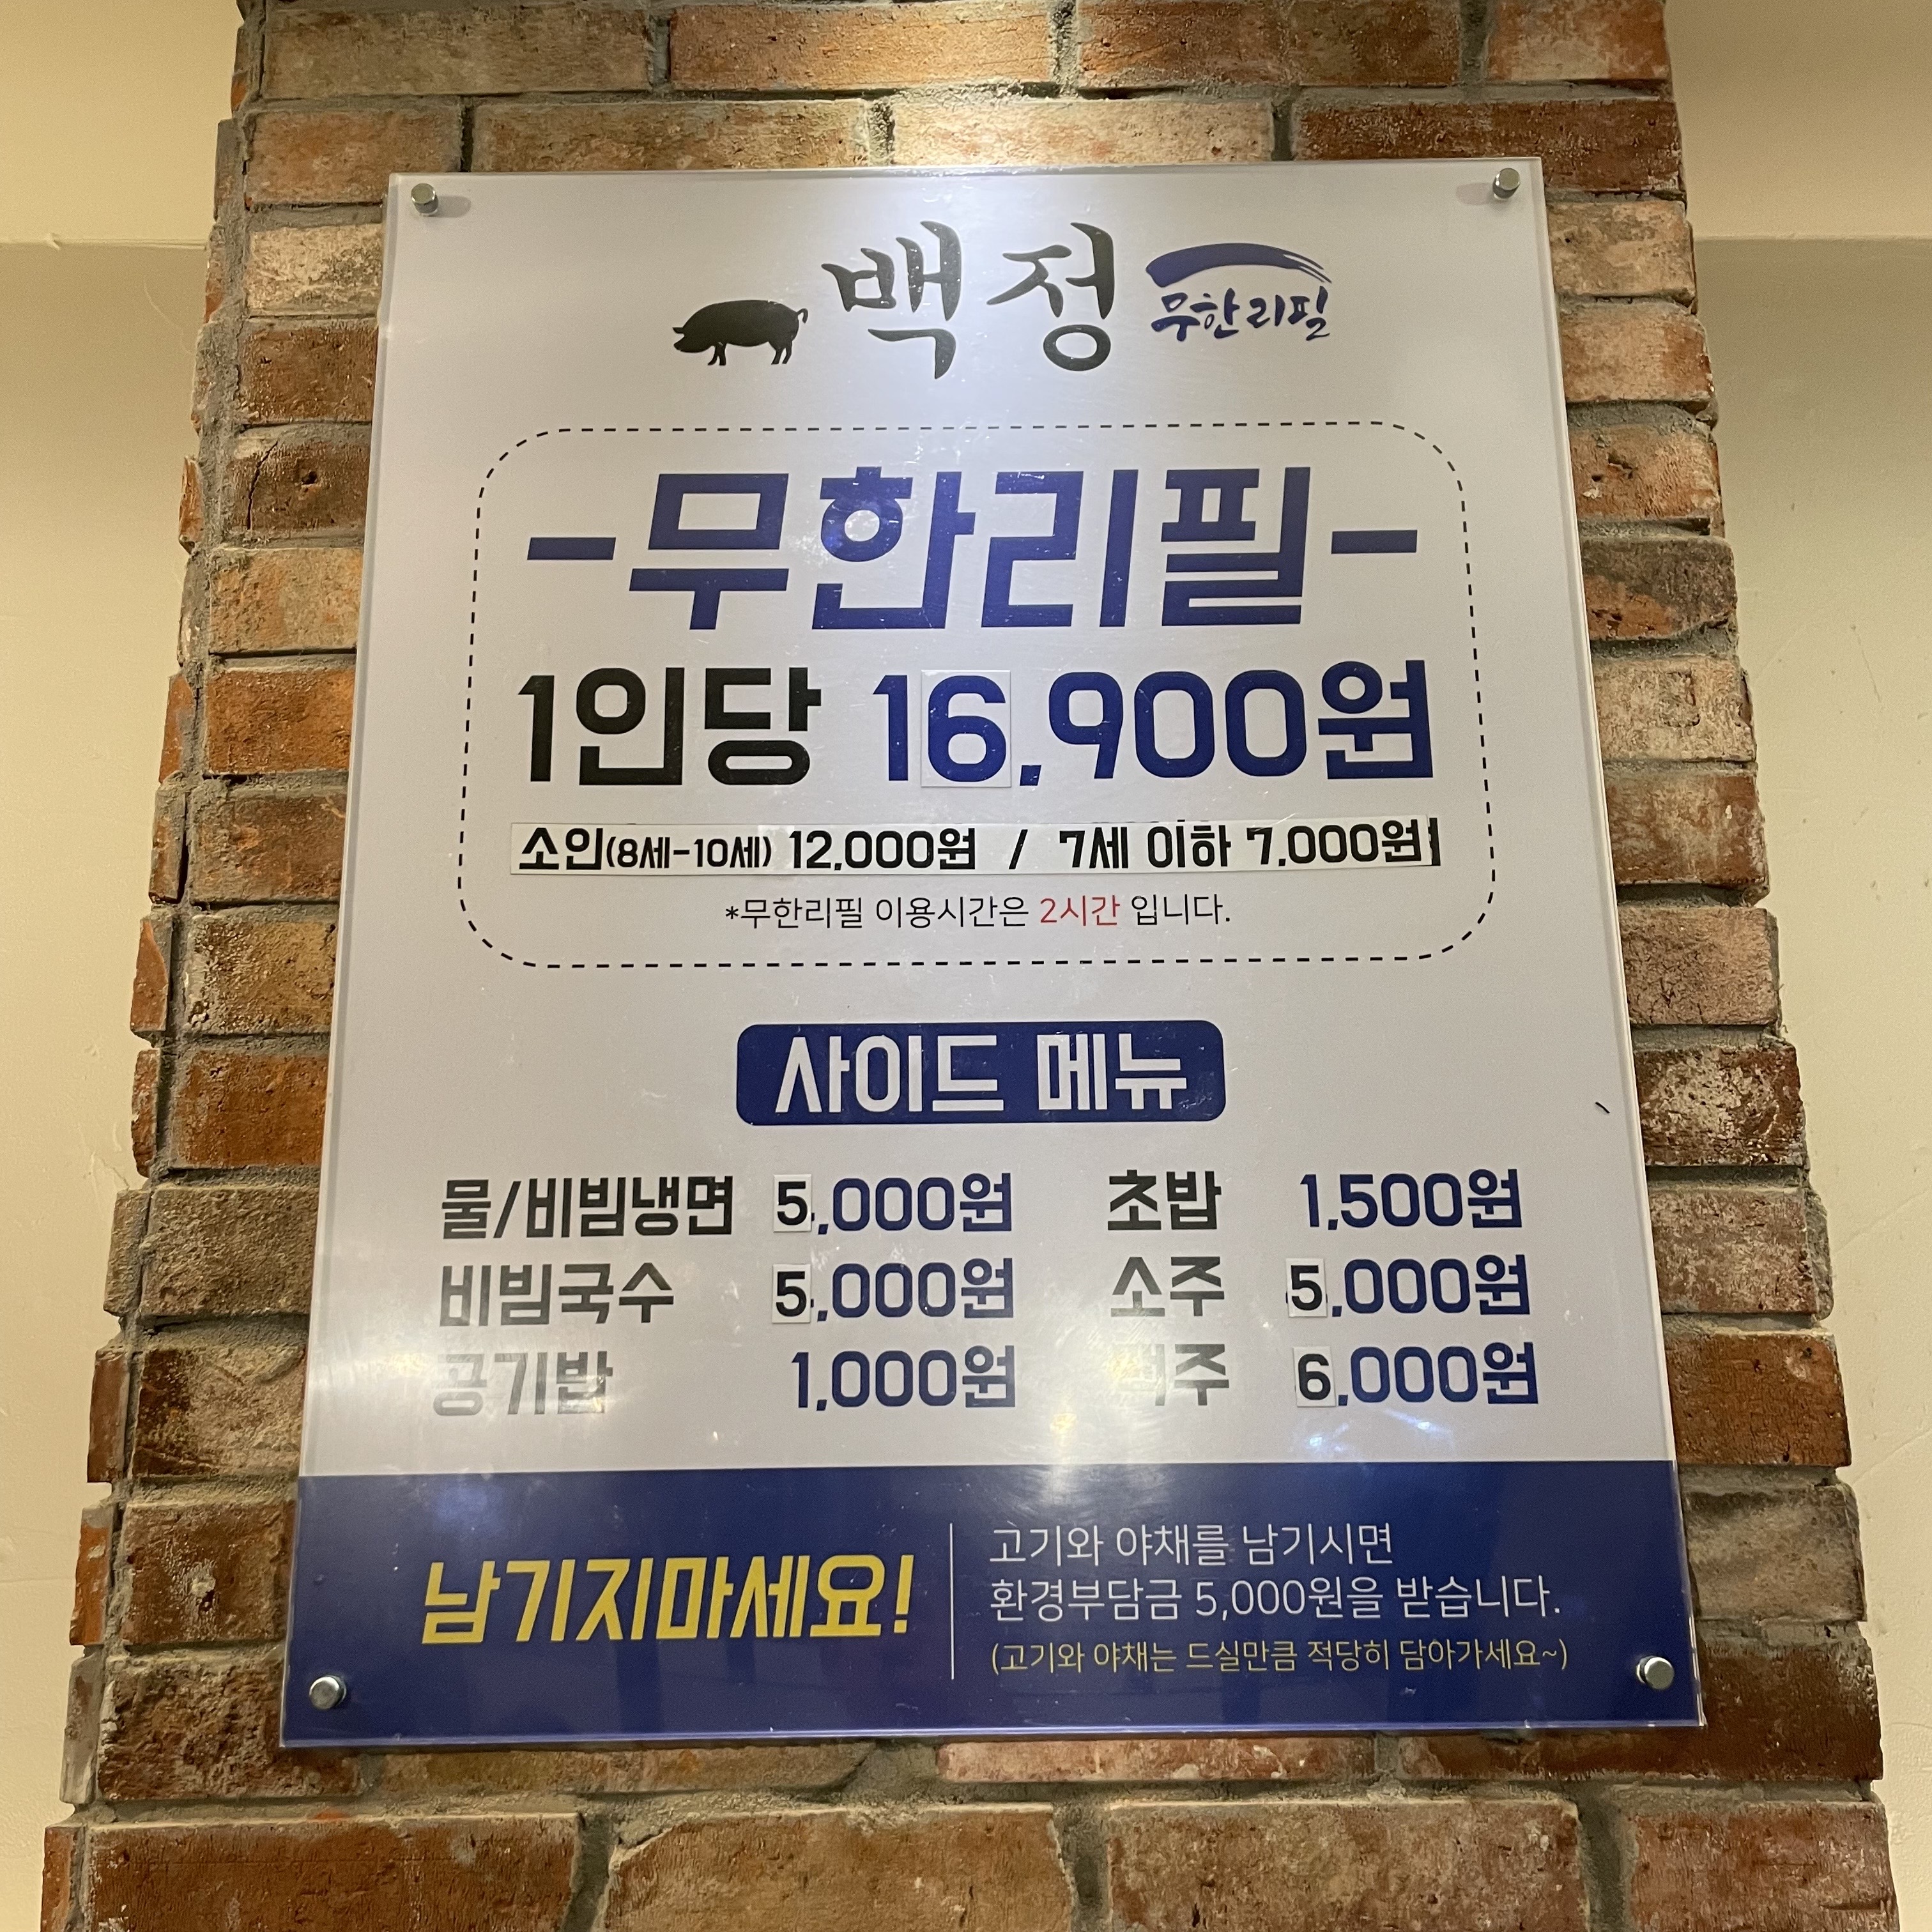 백정 무한리필
-무한리필-
1인당 16,900원
소인(8세-10세) 12,000원 / 7세 이하 7,000원
*무한리필 이용시간은 2시간 입니다.
사이드 메뉴
물/비빔냉면 5,000원 초밥 1,500원
비빔국수 5,000원 소주 5,000원
공기밥 1,000원 맥주 6,000원
남기지마세요!
고기와 야채를 남기시면
환경부담금 5,000원을 받습니다.
(고기와 야채는 드실만큼 적당히 담아가세요~)